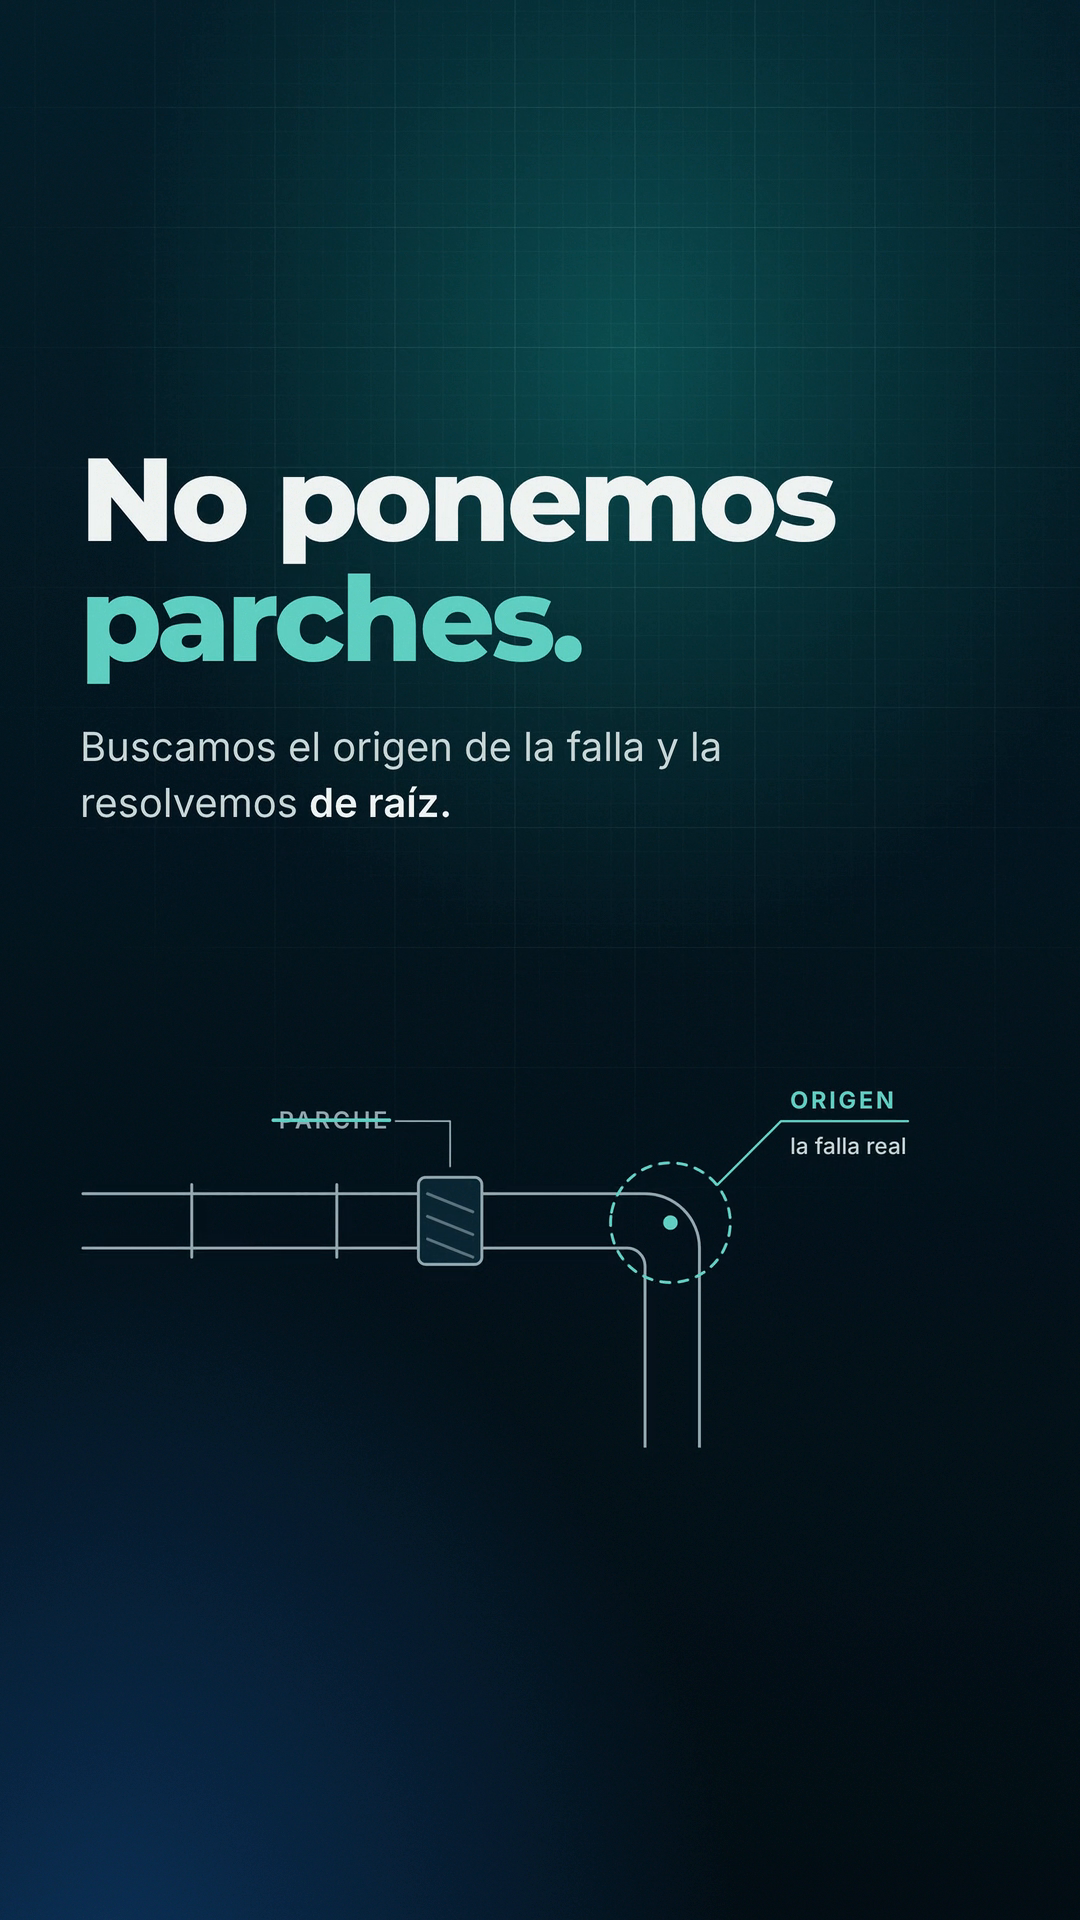 No ponemos
parches.
Buscamos el origen de la falla y la
resolvemos de raíz.
ORIGEN
PARCHE
la falla real